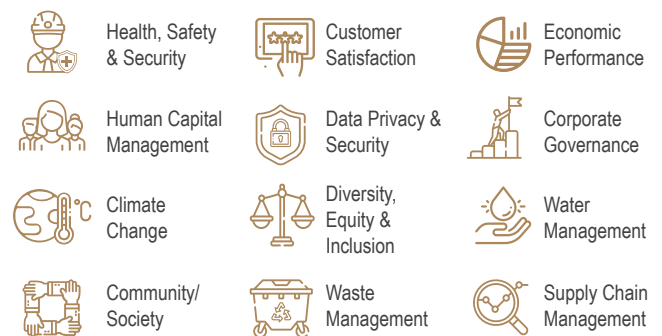 Health, Safety
& Security
Customer
Satisfaction
Economic
Performance
Human Capital
Management
Data Privacy &
Security
Corporate
Governance
°C
Climate
Change
Diversity,
Equity &
Inclusion
Water
Management
Community/
Society
Waste
Management
Supply Chain
Management